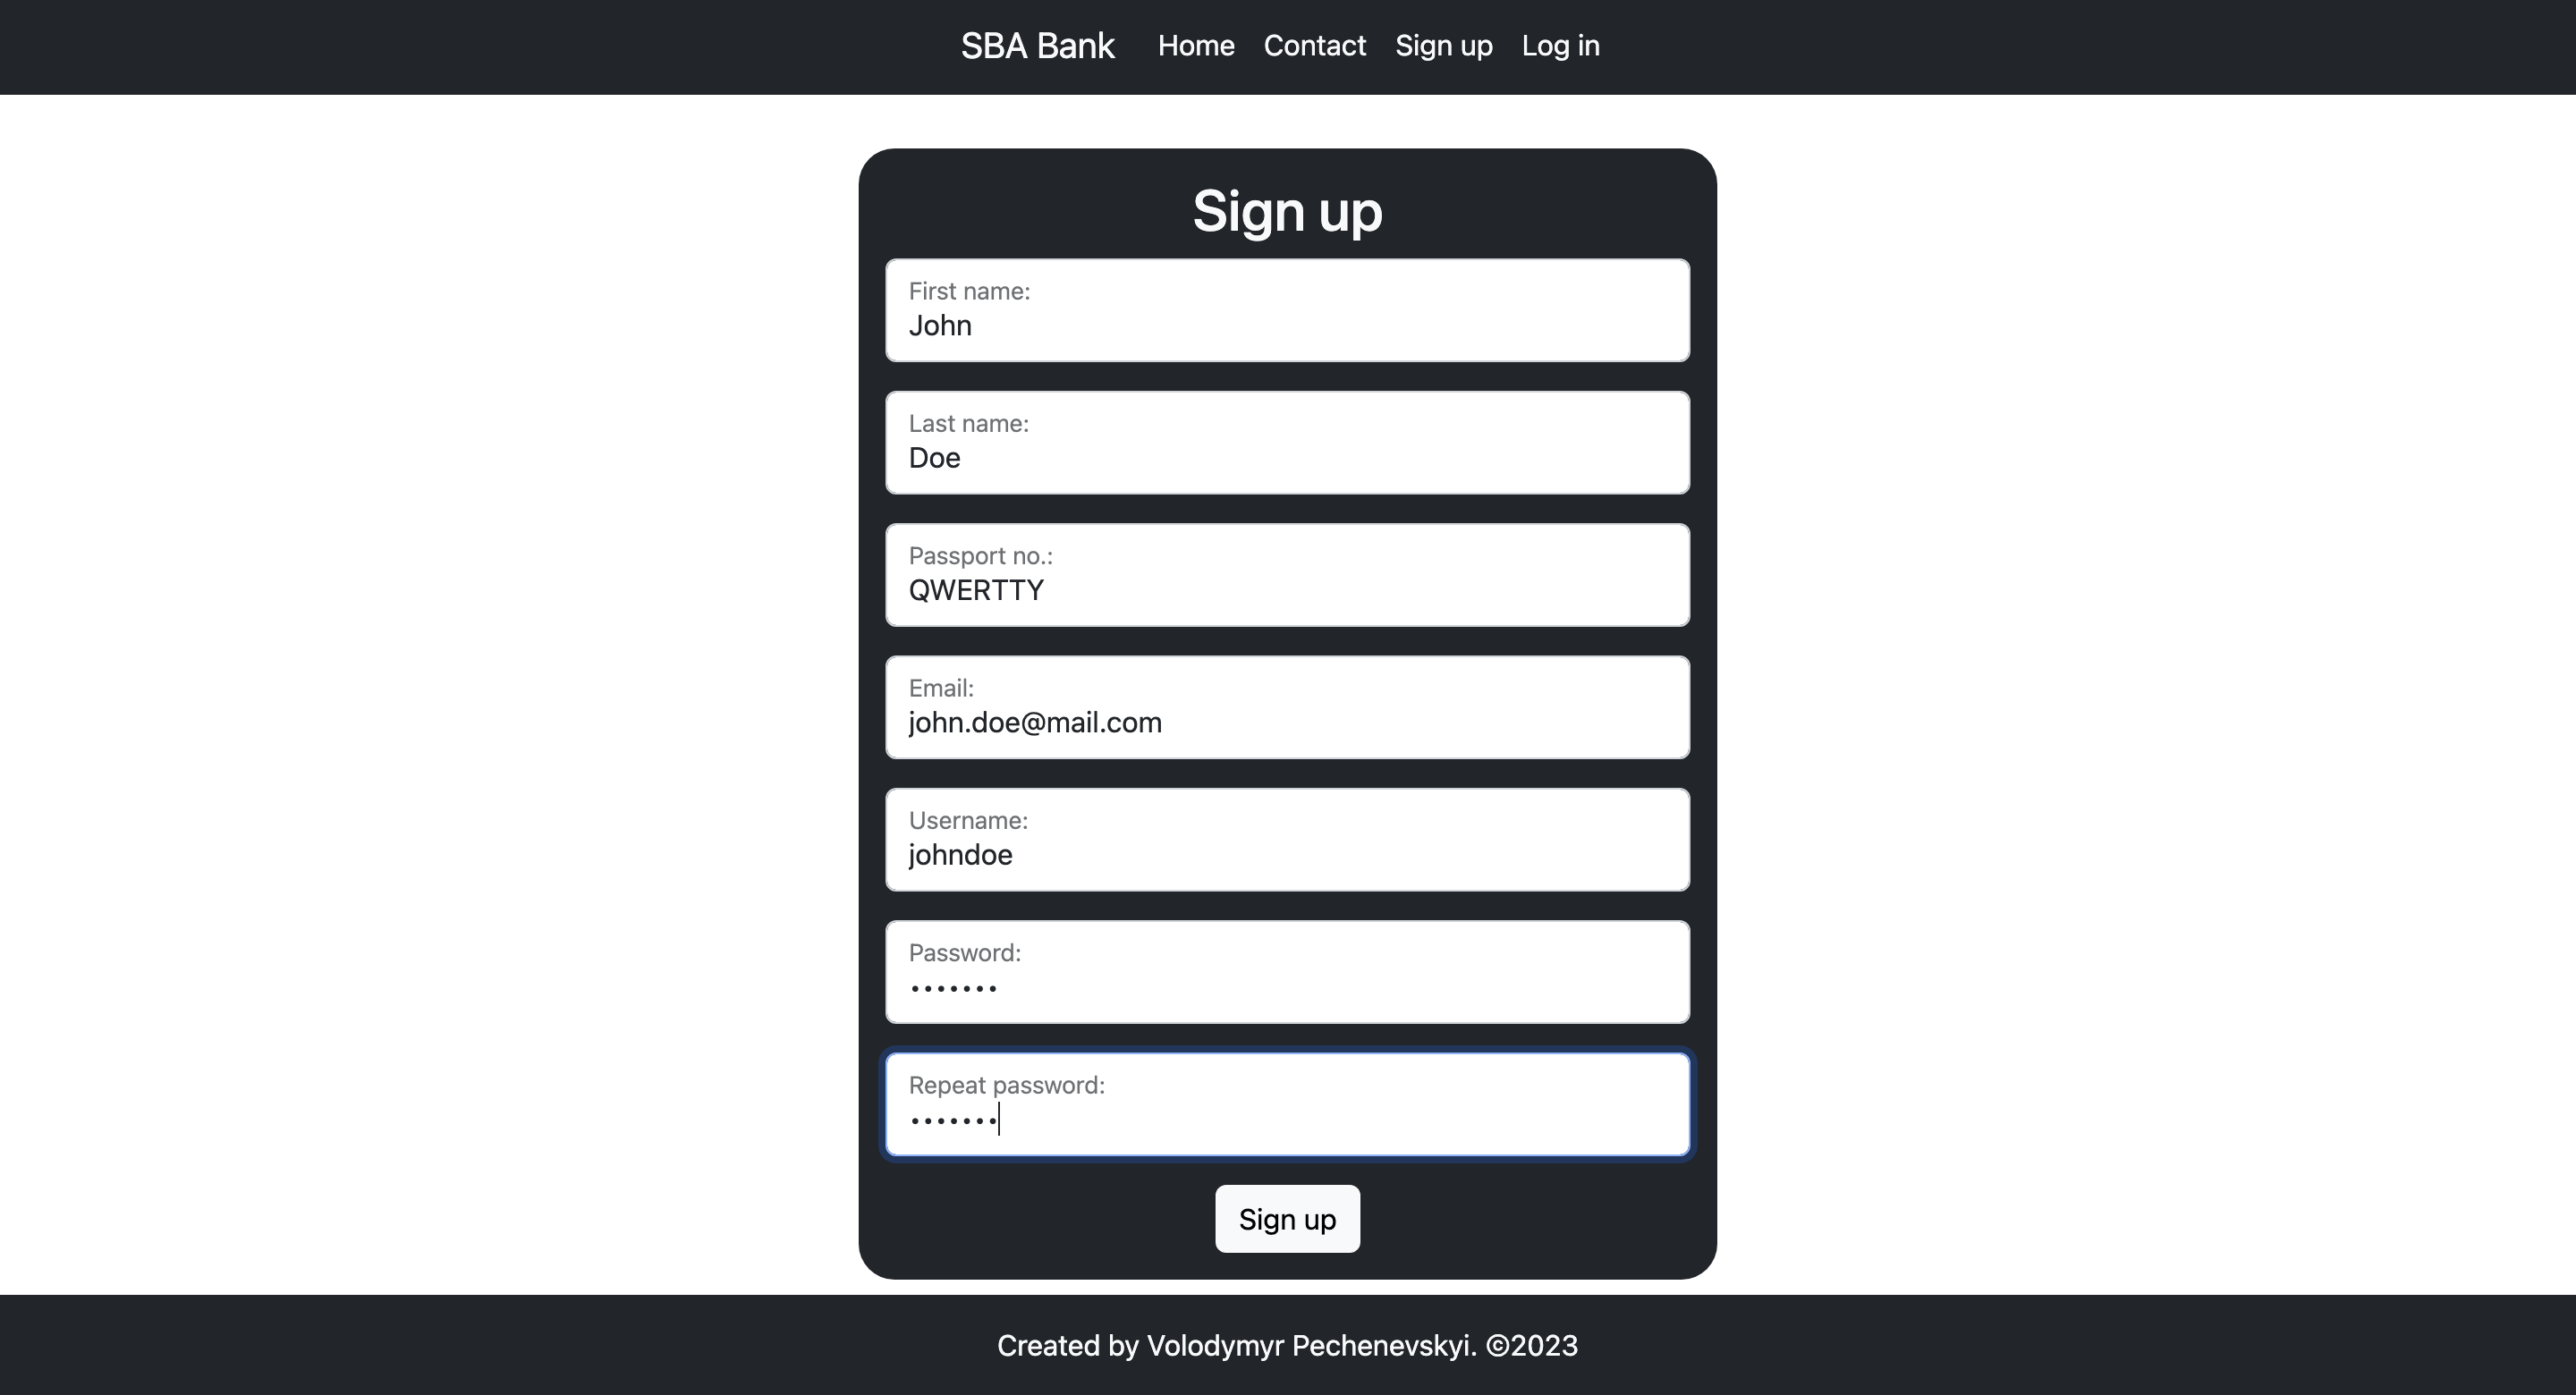 SBA Bank Home Contact Sign up Log in
Sign up
First name:
John
Last name:
Doe
Passport no.:
QWERTTY
Email:
john.doe@mail.com
Username:
johndoe
Password:
•••••••
Repeat password:
•••••••
Sign up
Created by Volodymyr Pechenevskyi. ©2023